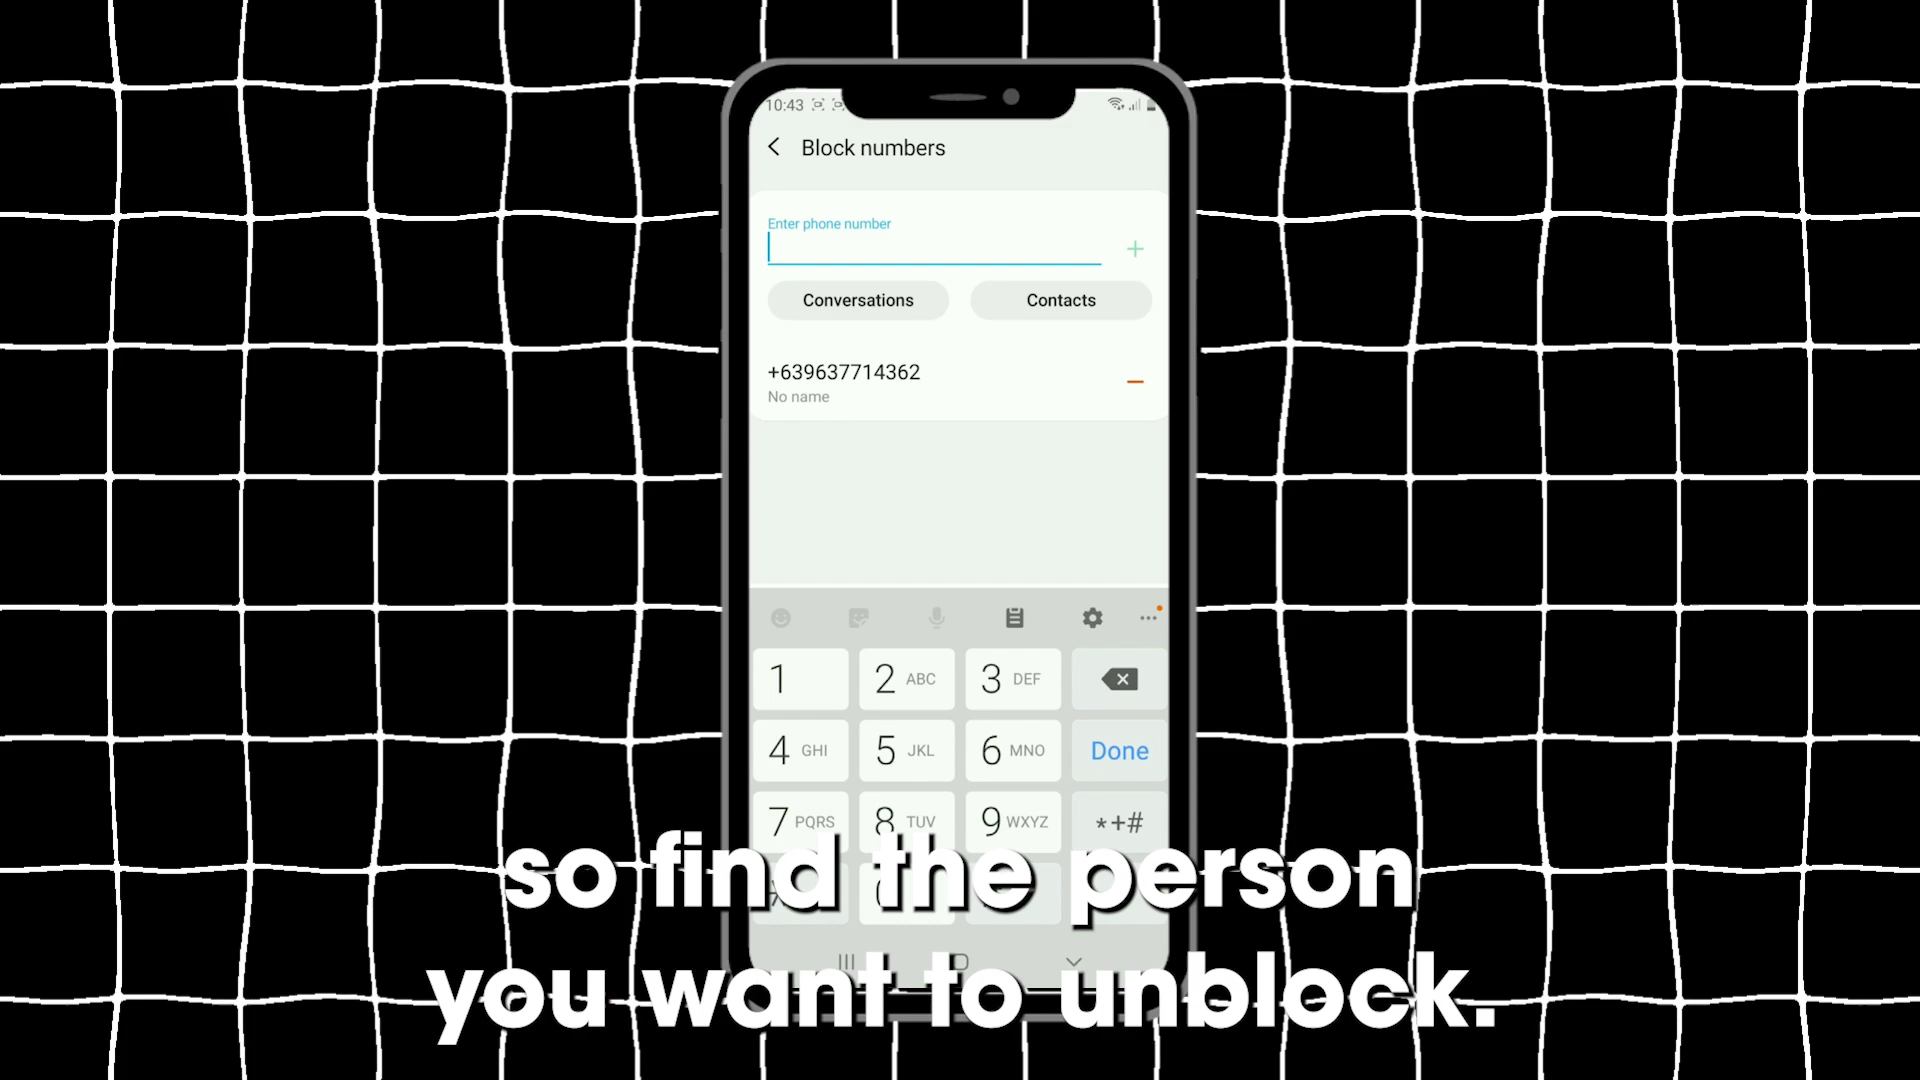 10:43
Block numbers
Enter phone number
+
Conversations
Contacts
+639637714362
No name
1
2 ABC
3 DEF
4 GHI
5 JKL
6 MNO
Done
7 PQRS
8 TUV
9 WXYZ
*+#
so find the person
you want to unblock.